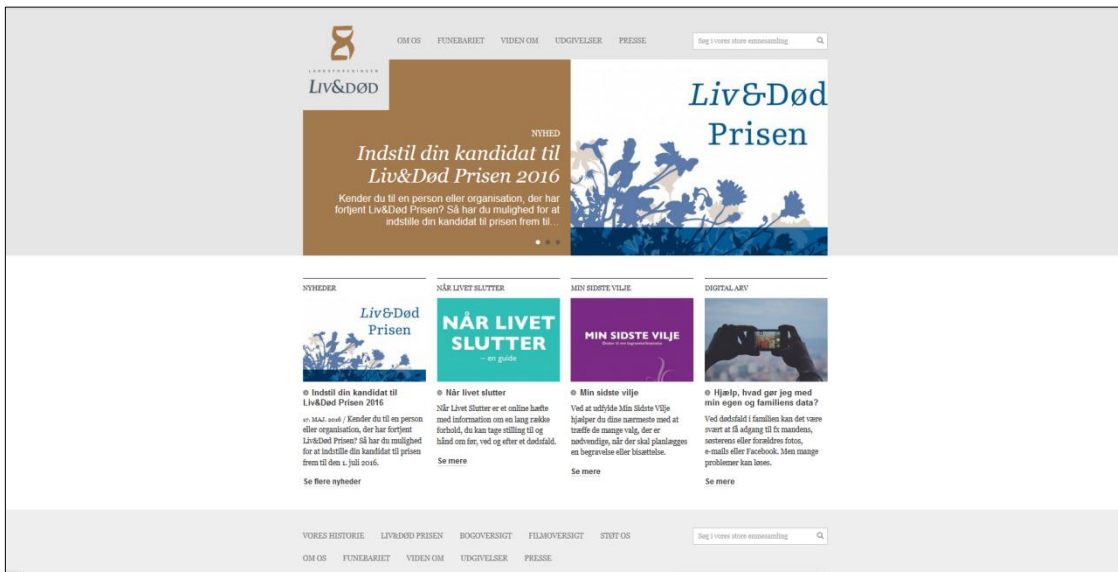 OM OS FUNEBARIET VIDEN OM UDGIVELSER PRESSE
Søg i vores store emnesamling
LANDSFORENINGEN
LIV&DØD
NYHED
Indstil din kandidat til
Liv&Død Prisen 2016
Kender du til en person eller organisation, der har
fortjent Liv&Død Prisen? Så har du mulighed for at
indstille din kandidat til prisen frem til...
Liv&Død
Prisen
NYHEDER
Liv&Død
Prisen
Indstil din kandidat til
Liv&Død Prisen 2016
17. MAJ. 2016 / Kender du til en person
eller organisation, der har fortjent
Liv&Død Prisen? Så har du mulighed
for at indstille din kandidat til prisen
frem til den 1. juli 2016.
Se flere nyheder
NÅR LIVET SLUTTER
NÅR LIVET
SLUTTER
– en guide
Når livet slutter
Når Livet Slutter er et online hæfte
med information om en lang række
forhold, du kan tage stilling til og
hånd om før, ved og efter et dødsfald.
Se mere
MIN SIDSTE VILJE
MIN SIDSTE VILJE
Ønsker til min begravelse/bisættelse
Min sidste vilje
Ved at udfylde Min Sidste Vilje
hjælper du dine nærmeste med at
træffe de mange valg, der er
nødvendige, når der skal planlægges
en begravelse eller bisættelse.
Se mere
DIGITAL ARV
Hjælp, hvad gør jeg med
min egen og familiens data?
Ved dødsfald i familien kan det være
svært at få adgang til fx mandens,
søsterens eller forældres fotos,
e-mails eller Facebook. Men mange
problemer kan løses.
Se mere
VORES HISTORIE LIV&DØD PRISEN BOGOVERSIGT FILMOVERSIGT STØT OS
Søg i vores store emnesamling
OM OS FUNEBARIET VIDEN OM UDGIVELSER PRESSE